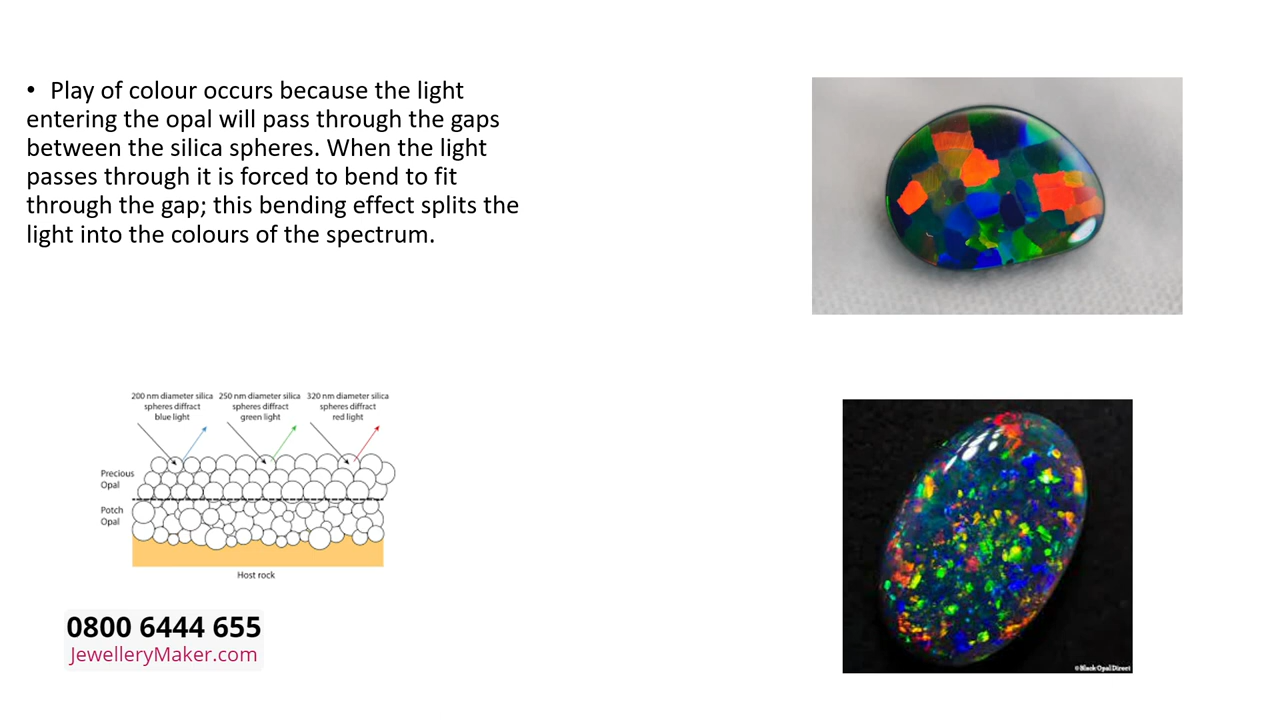 • Play of colour occurs because the light
entering the opal will pass through the gaps
between the silica spheres. When the light
passes through it is forced to bend to fit
through the gap; this bending effect splits the
light into the colours of the spectrum.
200 nm diameter silica
spheres diffract
blue light
250 nm diameter silica
spheres diffract
green light
320 nm diameter silica
spheres diffract
red light
Precious
Opal
Potch
Opal
Host rock
0800 6444 655
JewelleryMaker.com
©Black Opal Direct